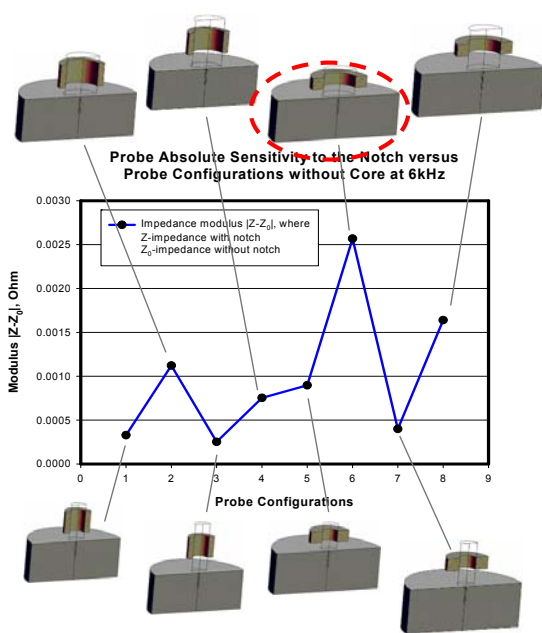 Probe Absolute Sensitivity to the Notch versus
Probe Configurations without Core at 6kHz
Modulus |Z-Z0|, Ohm
0.0030
0.0025
0.0020
0.0015
0.0010
0.0005
0.0000
Impedance modulus |Z-Z0|, where
Z-impedance with notch
Z0-impedance without notch
0 1 2 3 4 5 6 7 8 9
Probe Configurations